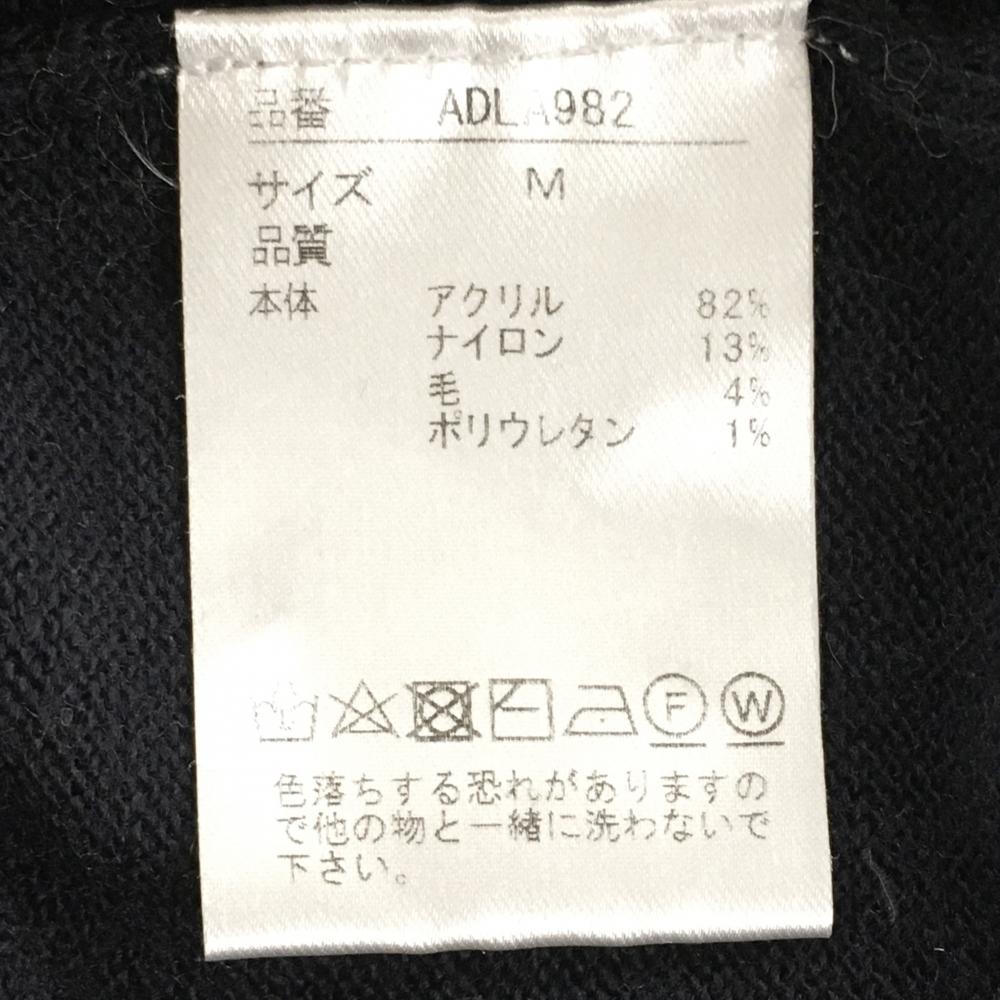 品番 ADLA982
サイズ M
品質
本体 アクリル 82%
ナイロン 13%
毛 4%
ポリウレタン 1%
F W
色落ちする恐れがありますの
で他の物と一緒に洗わないで
下さい。